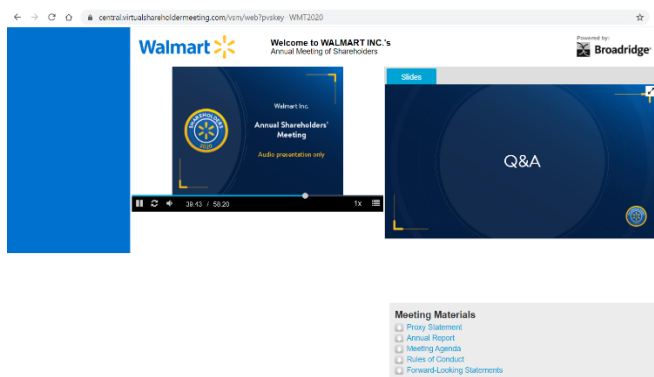 central.virtualshareholdermeeting.com/vsm/web?pvskey=WMT2020
Walmart
Welcome to WALMART INC.'s
Annual Meeting of Shareholders
Powered by:
Broadridge
Walmart Inc.
Annual Shareholders'
Meeting
Audio presentation only
SHAREHOLDERS
2020
39:43 / 58:20
1x
Slides
Q&A
Meeting Materials
Proxy Statement
Annual Report
Meeting Agenda
Rules of Conduct
Forward-Looking Statements